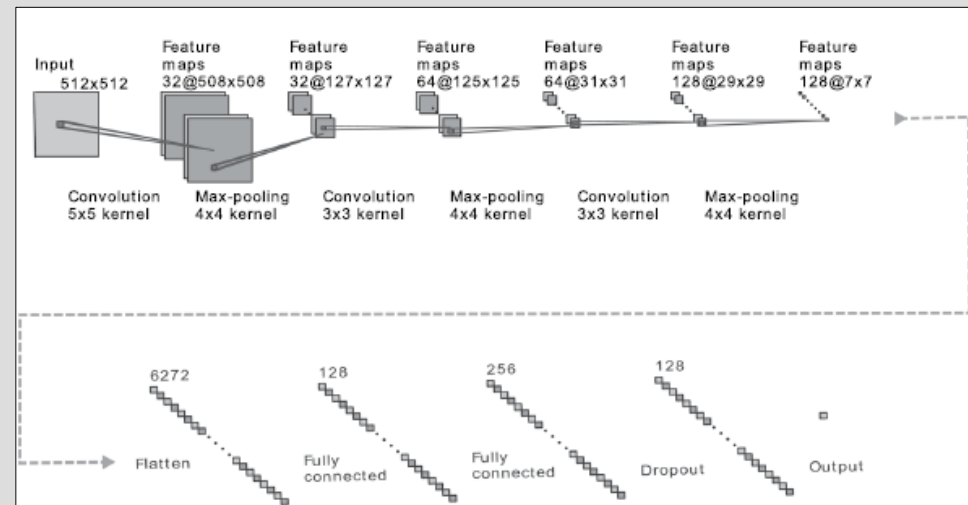 Input
512x512
Feature
maps
32@508x508
Feature
maps
32@127x127
Feature
maps
64@125x125
Feature
maps
64@31x31
Feature
maps
128@29x29
Feature
maps
128@7x7
Convolution
5x5 kernel
Max-pooling
4x4 kernel
Convolution
3x3 kernel
Max-pooling
4x4 kernel
Convolution
3x3 kernel
Max-pooling
4x4 kernel
6272
128
256
128
Flatten
Fully
connected
Fully
connected
Dropout
Output